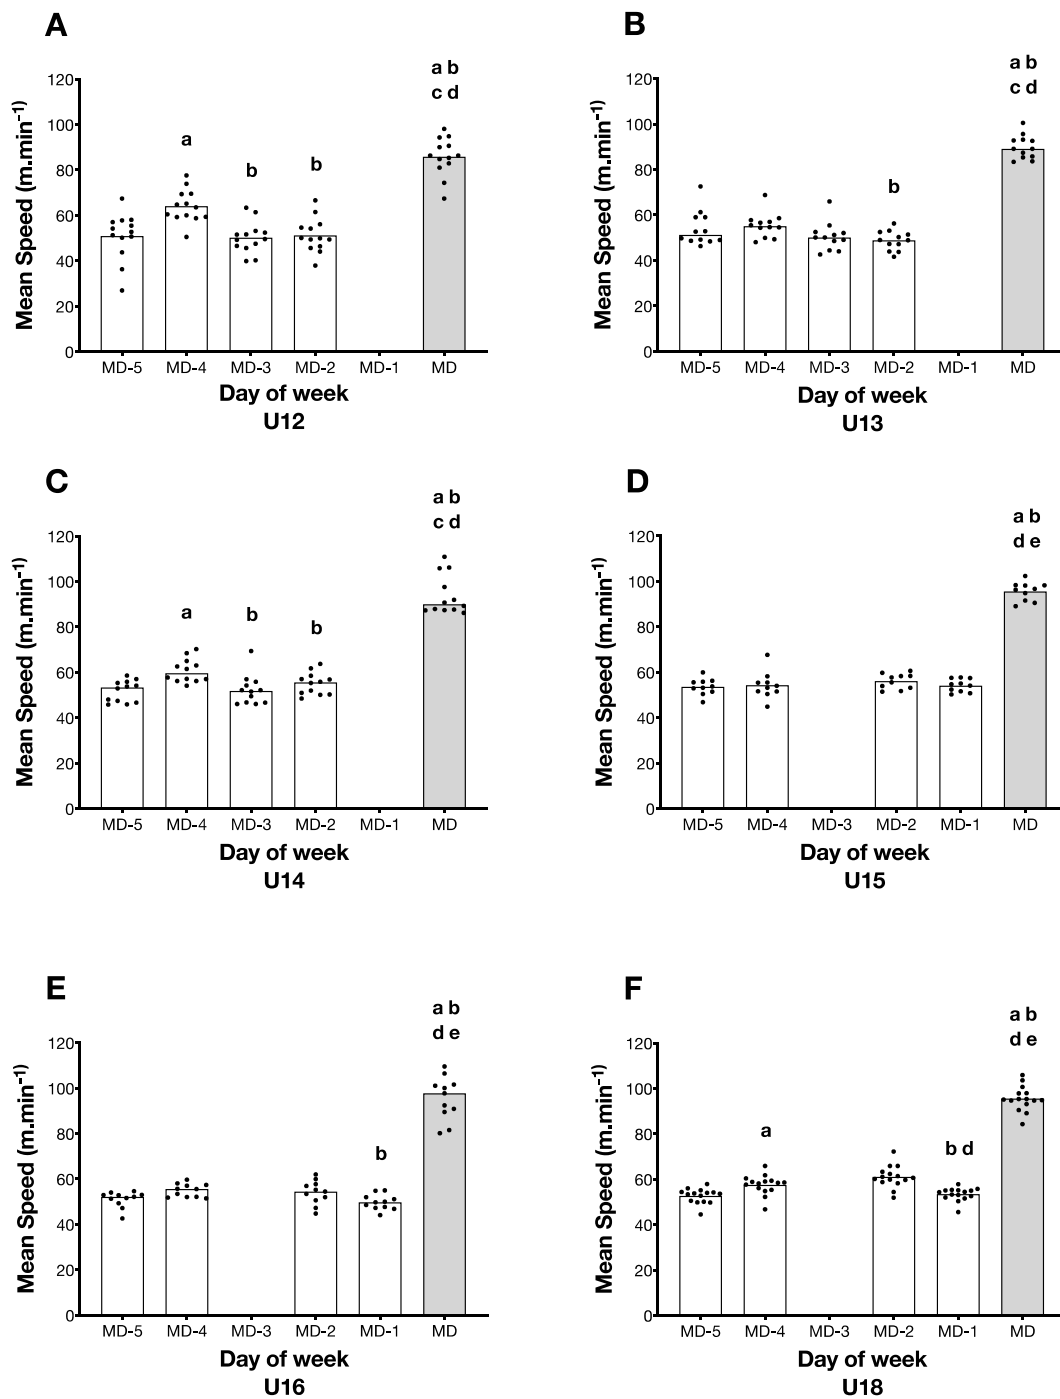 A
Mean Speed (m.min⁻¹)
120
100
80
60
40
20
0
a
b
b
a b
c d
MD-5 MD-4 MD-3 MD-2 MD-1 MD
Day of week
U12
B
Mean Speed (m.min⁻¹)
120
100
80
60
40
20
0
b
a b
c d
MD-5 MD-4 MD-3 MD-2 MD-1 MD
Day of week
U13
C
Mean Speed (m.min⁻¹)
120
100
80
60
40
20
0
a
b
b
a b
c d
MD-5 MD-4 MD-3 MD-2 MD-1 MD
Day of week
U14
D
Mean Speed (m.min⁻¹)
120
100
80
60
40
20
0
a b
d e
MD-5 MD-4 MD-3 MD-2 MD-1 MD
Day of week
U15
E
Mean Speed (m.min⁻¹)
120
100
80
60
40
20
0
b
a b
d e
MD-5 MD-4 MD-3 MD-2 MD-1 MD
Day of week
U16
F
Mean Speed (m.min⁻¹)
120
100
80
60
40
20
0
a
b d
a b
d e
MD-5 MD-4 MD-3 MD-2 MD-1 MD
Day of week
U18